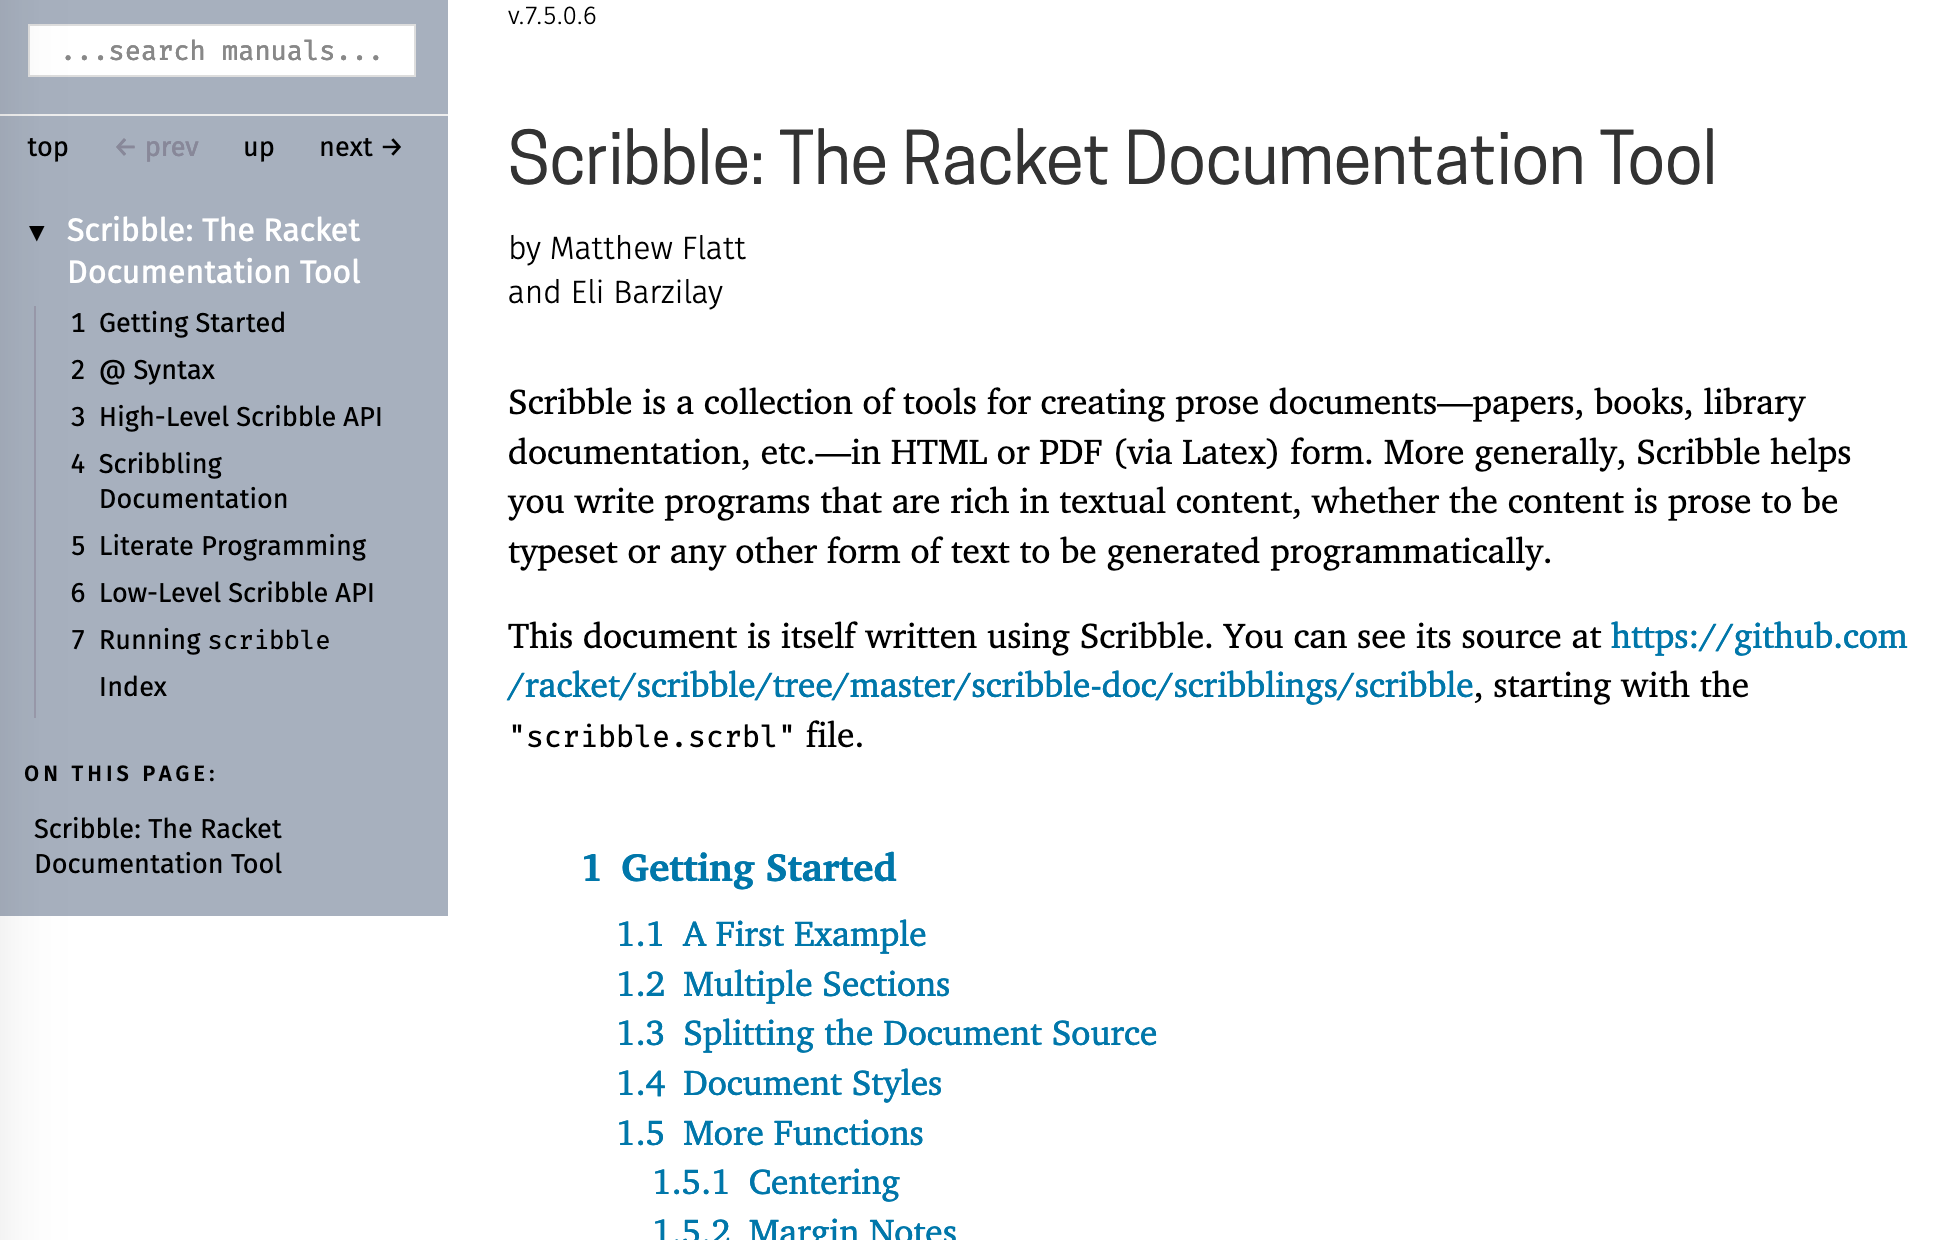 ...search manuals...
top ← prev up next →
▼ Scribble: The Racket
Documentation Tool
1 Getting Started
2 @ Syntax
3 High-Level Scribble API
4 Scribbling
Documentation
5 Literate Programming
6 Low-Level Scribble API
7 Running scribble
Index
ON THIS PAGE:
Scribble: The Racket
Documentation Tool
v.7.5.0.6
Scribble: The Racket Documentation Tool
by Matthew Flatt
and Eli Barzilay
Scribble is a collection of tools for creating prose documents—papers, books, library
documentation, etc.—in HTML or PDF (via Latex) form. More generally, Scribble helps
you write programs that are rich in textual content, whether the content is prose to be
typeset or any other form of text to be generated programmatically.
This document is itself written using Scribble. You can see its source at https://github.com
/racket/scribble/tree/master/scribble-doc/scribblings/scribble, starting with the
"scribble.scrbl" file.
1 Getting Started
1.1 A First Example
1.2 Multiple Sections
1.3 Splitting the Document Source
1.4 Document Styles
1.5 More Functions
1.5.1 Centering
1.5.2 Margin Notes